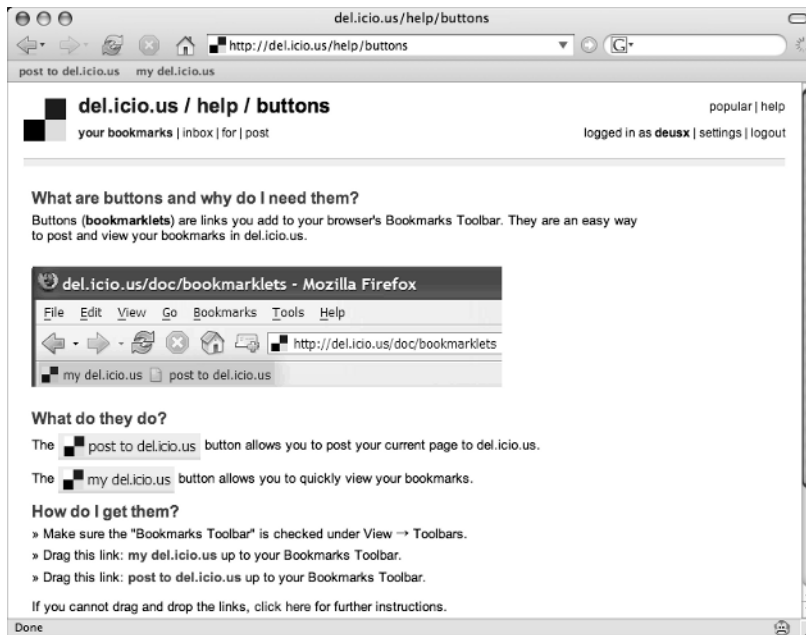 del.icio.us/help/buttons
http://del.icio.us/help/buttons
G
post to del.icio.us my del.icio.us
del.icio.us / help / buttons
popular | help
your bookmarks | inbox | for | post
logged in as deusx | settings | logout
What are buttons and why do I need them?
Buttons (bookmarklets) are links you add to your browser's Bookmarks Toolbar. They are an easy way
to post and view your bookmarks in del.icio.us.
del.icio.us/doc/bookmarklets - Mozilla Firefox
File Edit View Go Bookmarks Tools Help
http://del.icio.us/doc/bookmarklets
my del.icio.us post to del.icio.us
What do they do?
The post to del.icio.us button allows you to post your current page to del.icio.us.
The my del.icio.us button allows you to quickly view your bookmarks.
How do I get them?
» Make sure the "Bookmarks Toolbar" is checked under View → Toolbars.
» Drag this link: my del.icio.us up to your Bookmarks Toolbar.
» Drag this link: post to del.icio.us up to your Bookmarks Toolbar.
If you cannot drag and drop the links, click here for further instructions.
Done